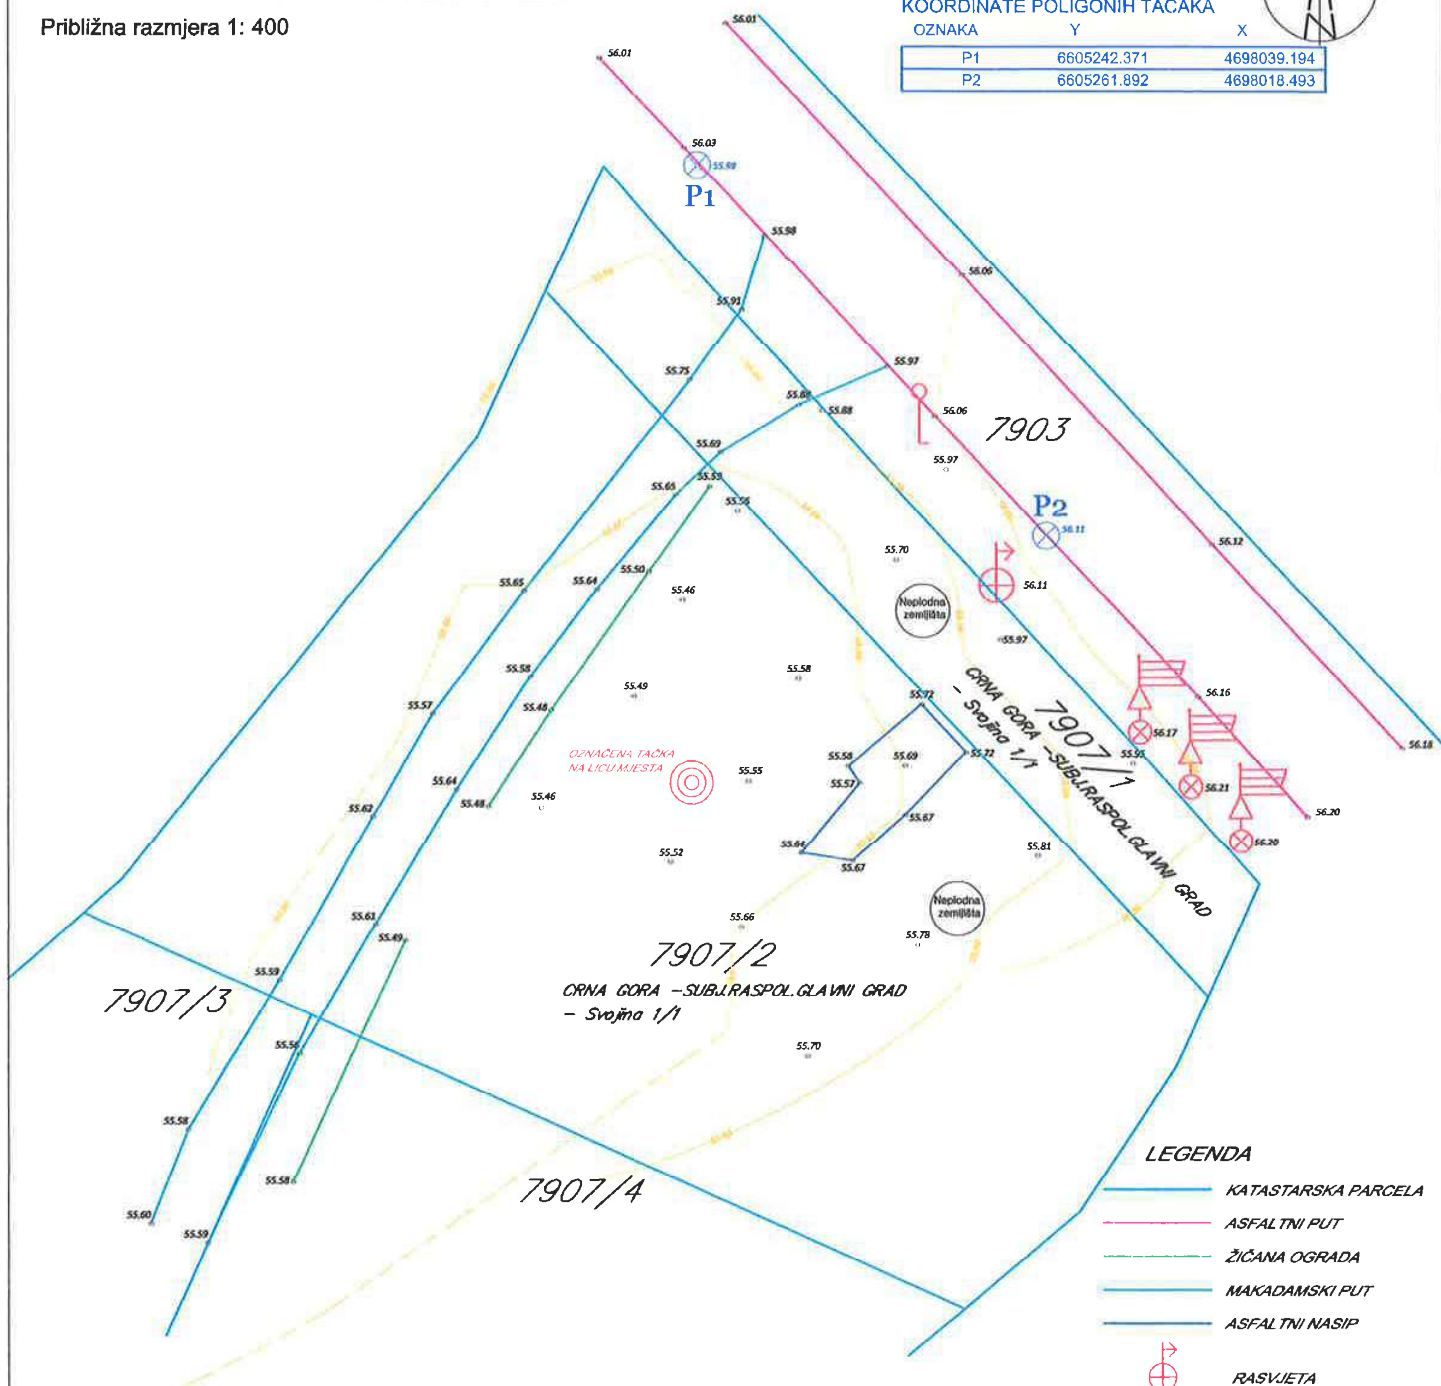 Približna razmjera 1: 400
KOORDINATE POLIGONIH TAČAKA
OZNAKA Y X
P1 6605242.371 4698039.194
P2 6605261.892 4698018.493
56.01
56.01
56.03
P1
55.98
56.06
55.91
55.97
55.75
55.88
56.06
7903
55.69
55.97
55.65
55.55
P2
56.11
56.12
55.70
55.50
55.65
55.64
55.46
56.11
Neplodna
zemljišta
55.97
55.58
55.58
55.49
55.57
55.48
55.72
56.16
CRNA GORA -SUBJ.RASPOL.GLAVNI GRAD
- Svojina 1/1
7907/1
56.17
56.18
OZNAČENA TAČKA
NA LICU MJESTA
55.58
55.69
55.72
55.55
55.57
55.64
56.21
55.48
55.46
55.62
55.67
56.20
56.20
55.64
55.67
55.52
55.81
Neplodna
zemljišta
55.61
55.66
55.49
55.78
7907/2
CRNA GORA -SUBJ.RASPOL.GLAVNI GRAD
- Svojina 1/1
55.59
7907/3
55.56
55.70
55.58
55.58
7907/4
55.60
55.59
LEGENDA
KATASTARSKA PARCELA
ASFALTNI PUT
ŽIČANA OGRADA
MAKADAMSKI PUT
ASFALTNI NASIP
RASVJETA